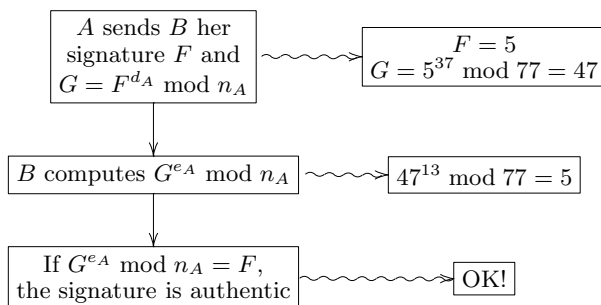 A sends B her
signature F and
G = F^{d_A} mod n_A
F = 5
G = 5^{37} mod 77 = 47
B computes G^{e_A} mod n_A
47^{13} mod 77 = 5
If G^{e_A} mod n_A = F,
the signature is authentic
OK!